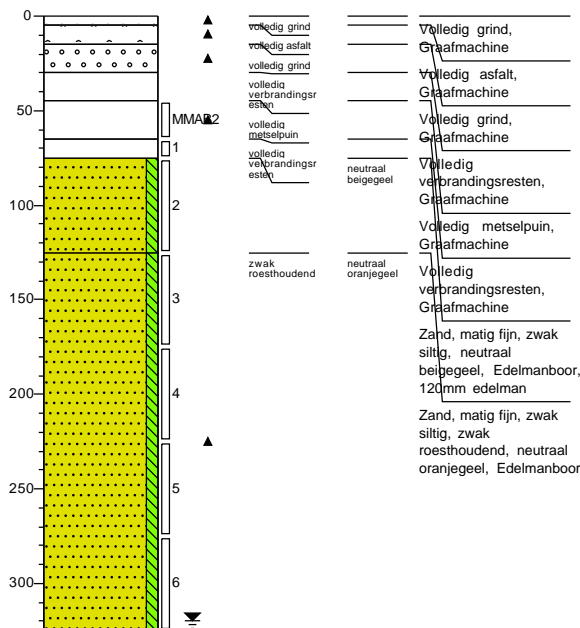 0
50
100
150
200
250
300
MMAB2
1
2
3
4
5
6
volledig grind
volledig asfalt
volledig grind
volledig
verbrandingsr
esten
volledig
metselpuin
volledig
verbrandingsr
esten
zwak
roesthoudend
neutraal
beigegeel
neutraal
oranjegeel
Volledig grind,
Graafmachine
Volledig asfalt,
Graafmachine
Volledig grind,
Graafmachine
Volledig
verbrandingsresten,
Graafmachine
Volledig metselpuin,
Graafmachine
Volledig
verbrandingsresten,
Graafmachine
Zand, matig fijn, zwak
siltig, neutraal
beigegeel, Edelmanboor,
120mm edelman
Zand, matig fijn, zwak
siltig, zwak
roesthoudend, neutraal
oranjegeel, Edelmanboor